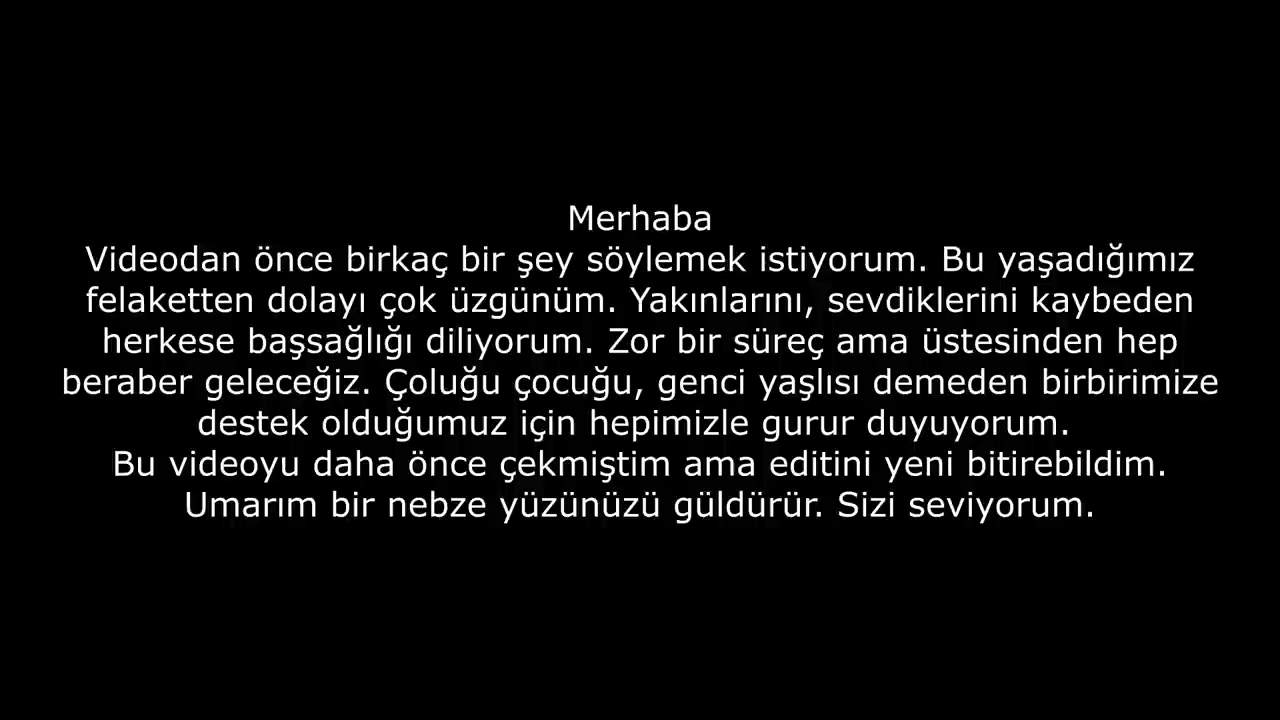 Merhaba
Videodan önce birkaç bir şey söylemek istiyorum. Bu yaşadığımız
felaketten dolayı çok üzgünüm. Yakınlarını, sevdiklerini kaybeden
herkese başsağlığı diliyorum. Zor bir süreç ama üstesinden hep
beraber geleceğiz. Çoluğu çocuğu, genci yaşlısı demeden birbirimize
destek olduğumuz için hepimizle gurur duyuyorum.
Bu videoyu daha önce çekmiştim ama editini yeni bitirebildim.
Umarım bir nebze yüzünüzü güldürür. Sizi seviyorum.